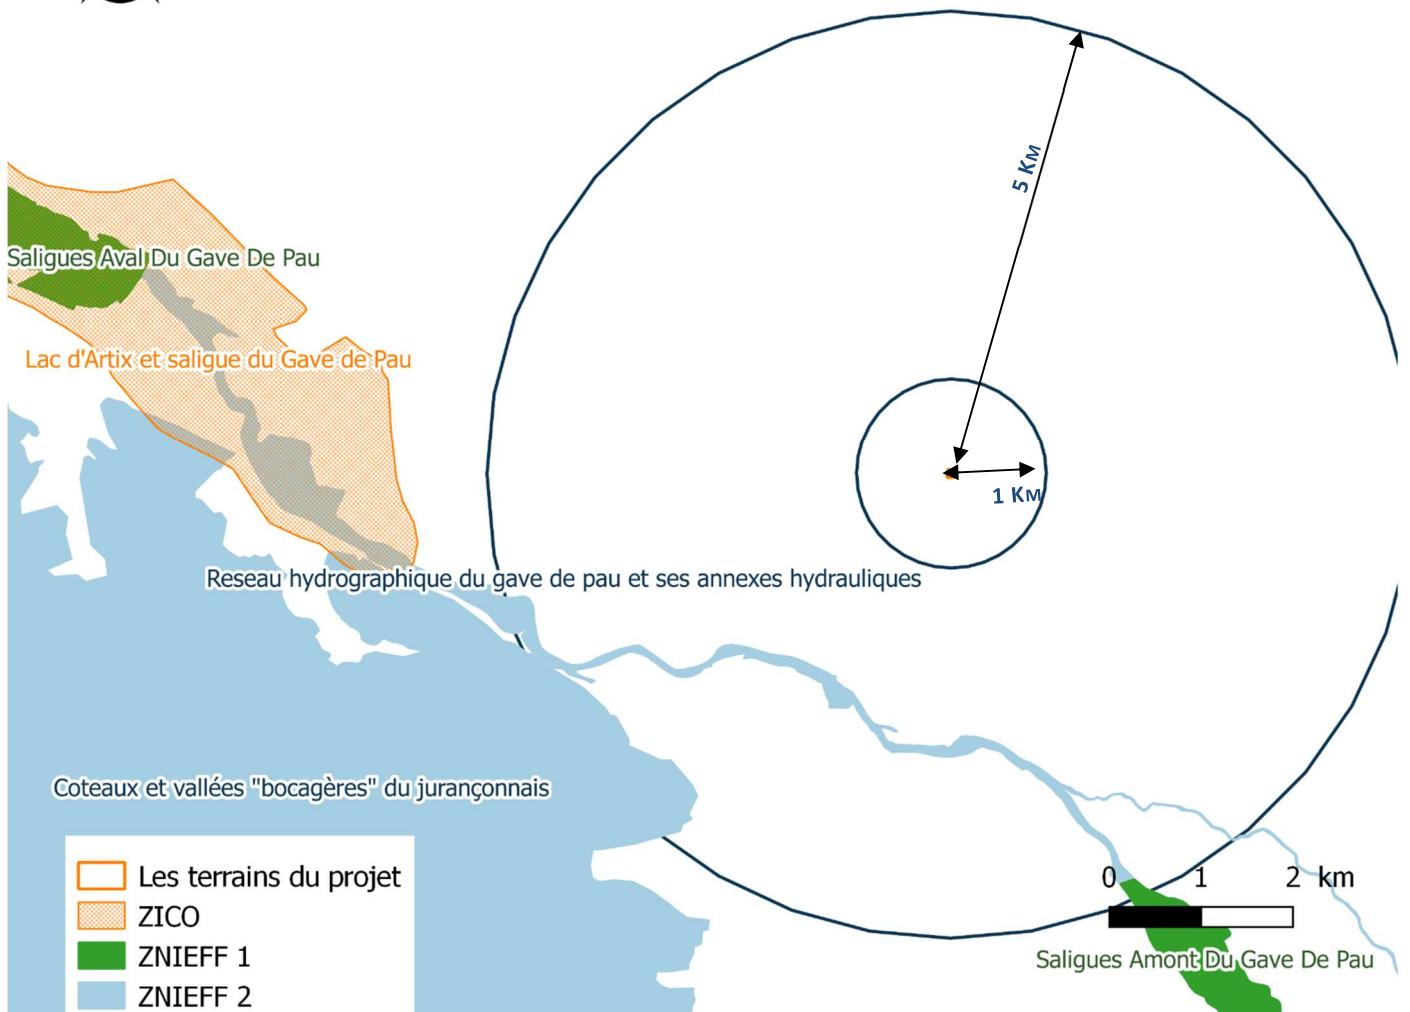 5 Км
Saligues Aval Du Gave De Pau
Lac d'Artix et saligue du Gave de Pau
1 Км
Reseau hydrographique du gave de pau et ses annexes hydrauliques
Coteaux et vallées "bocagères" du jurançonnais
Les terrains du projet
ZICO
ZNIEFF 1
ZNIEFF 2
0 1 2 km
Saligues Amont Du Gave De Pau